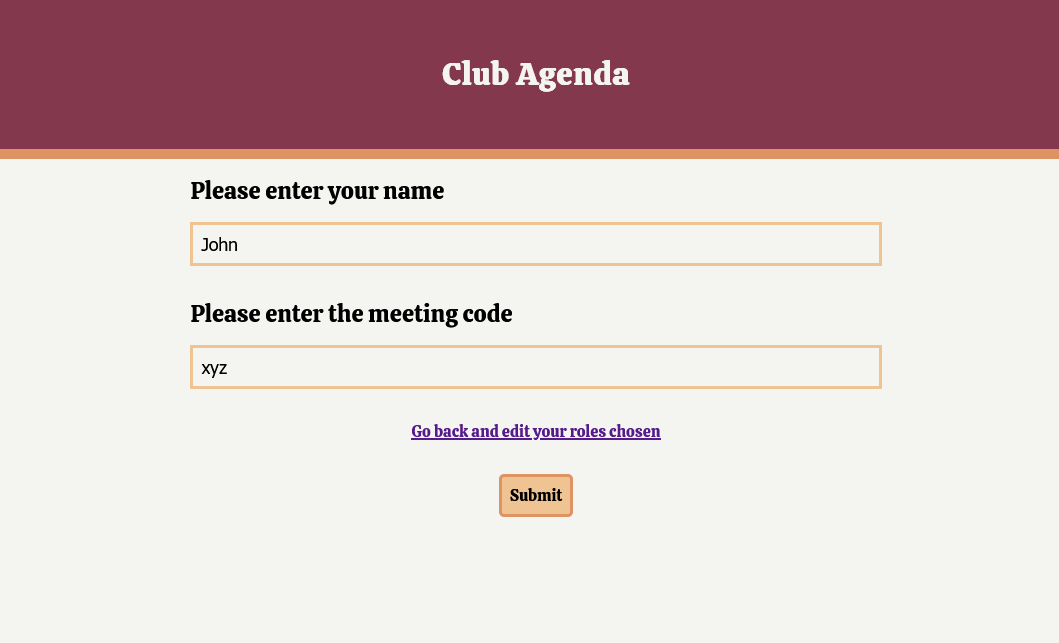 Club Agenda
Please enter your name
John
Please enter the meeting code
xyz
Go back and edit your roles chosen
Submit